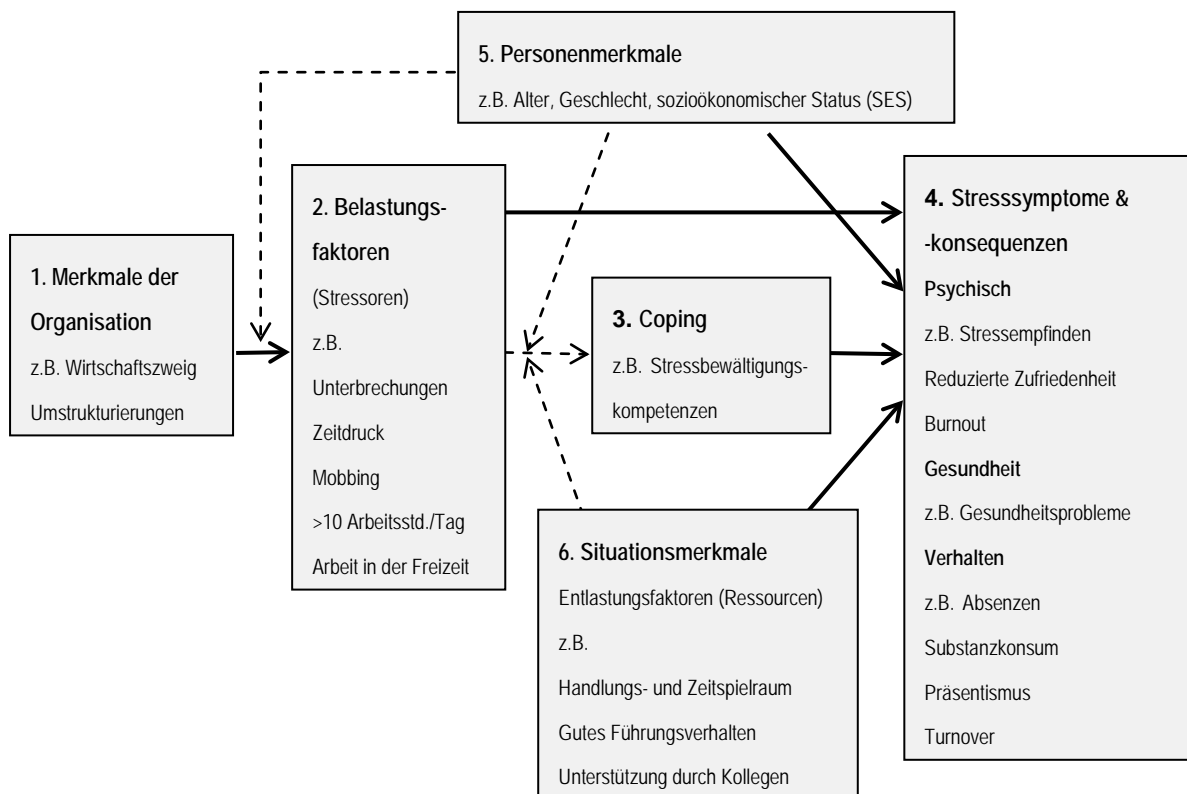 5. Personenmerkmale
z.B. Alter, Geschlecht, sozioökonomischer Status (SES)
1. Merkmale der
Organisation
z.B. Wirtschaftszweig
Umstrukturierungen
2. Belastungs-
faktoren
(Stressoren)
z.B.
Unterbrechungen
Zeitdruck
Mobbing
>10 Arbeitsstd./Tag
Arbeit in der Freizeit
3. Coping
z.B. Stressbewältigungs-
kompetenzen
4. Stresssymptome &
-konsequenzen
Psychisch
z.B. Stressempfinden
Reduzierte Zufriedenheit
Burnout
Gesundheit
z.B. Gesundheitsprobleme
Verhalten
z.B. Absenzen
Substanzkonsum
Präsentismus
Turnover
6. Situationsmerkmale
Entlastungsfaktoren (Ressourcen)
z.B.
Handlungs- und Zeitspielraum
Gutes Führungsverhalten
Unterstützung durch Kollegen